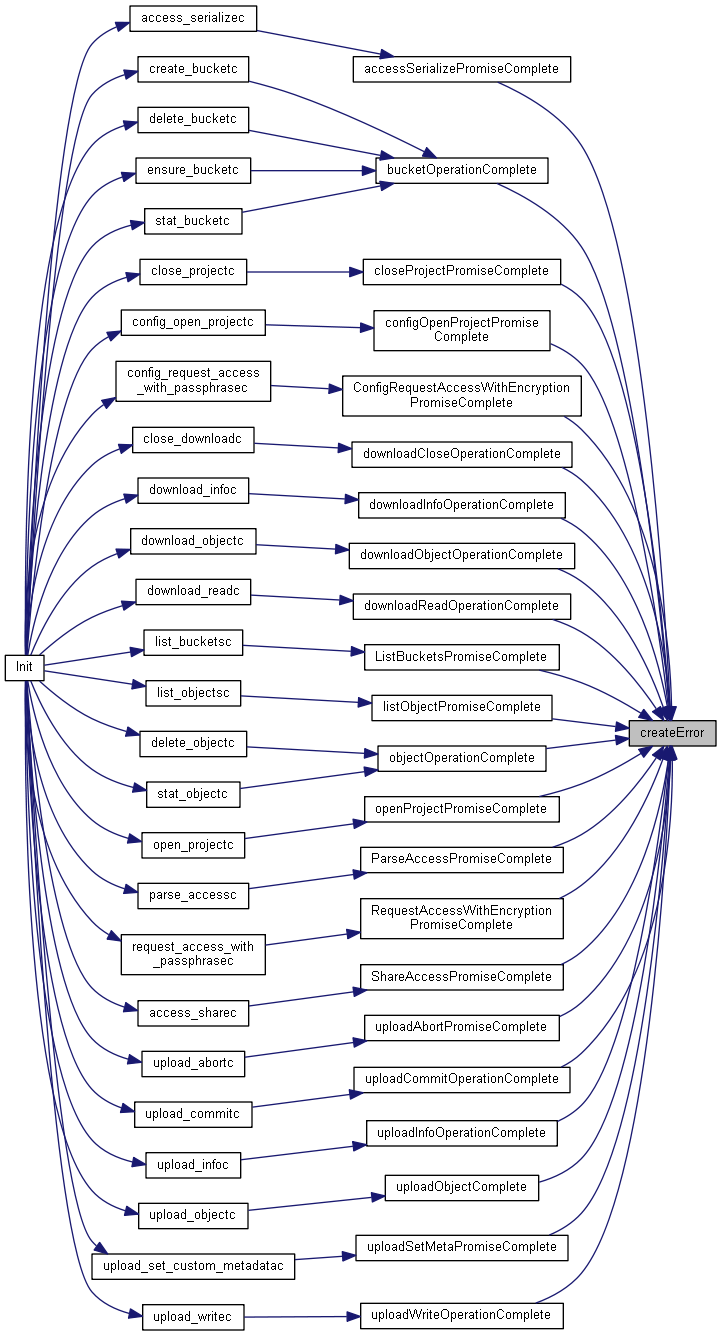 access_serializec
accessSerializePromiseComplete
create_bucketc
delete_bucketc
ensure_bucketc
bucketOperationComplete
stat_bucketc
close_projectc
closeProjectPromiseComplete
config_open_projectc
configOpenProjectPromise
Complete
config_request_access
_with_passphrasec
ConfigRequestAccessWithEncryption
PromiseComplete
close_downloadc
downloadCloseOperationComplete
download_infoc
downloadInfoOperationComplete
download_objectc
downloadObjectOperationComplete
download_readc
downloadReadOperationComplete
list_bucketsc
ListBucketsPromiseComplete
Init
list_objectsc
listObjectPromiseComplete
createError
delete_objectc
objectOperationComplete
stat_objectc
openProjectPromiseComplete
open_projectc
ParseAccessPromiseComplete
parse_accessc
RequestAccessWithEncryption
PromiseComplete
request_access_with
_passphrasec
ShareAccessPromiseComplete
access_sharec
uploadAbortPromiseComplete
upload_abortc
uploadCommitOperationComplete
upload_commitc
uploadInfoOperationComplete
upload_infoc
uploadObjectComplete
upload_objectc
uploadSetMetaPromiseComplete
upload_set_custom_metadatac
uploadWriteOperationComplete
upload_writec